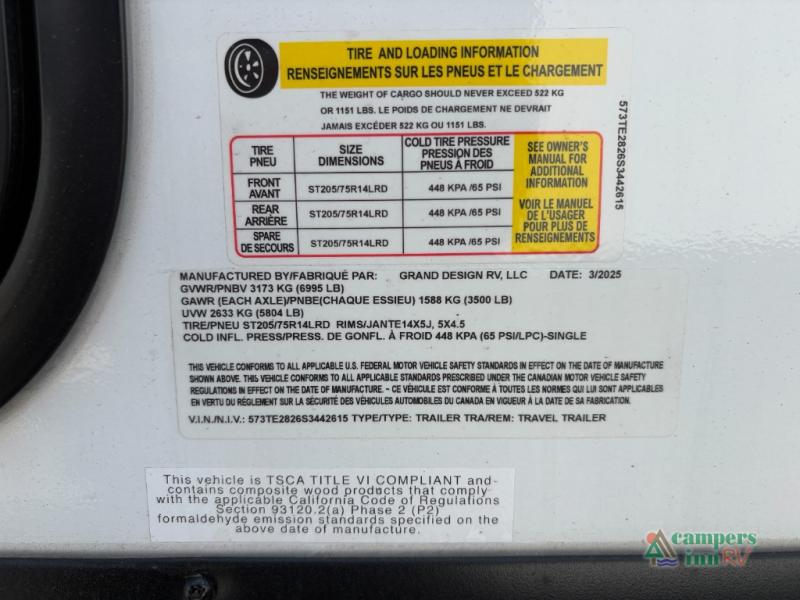 TIRE AND LOADING INFORMATION
RENSEIGNEMENTS SUR LES PNEUS ET LE CHARGEMENT
THE WEIGHT OF CARGO SHOULD NEVER EXCEED 522 KG
OR 1151 LBS. LE POIDS DE CHARGEMENT NE DEVRAIT
JAMAIS EXCÉDER 522 KG OU 1151 LBS.
TIRE
PNEU
SIZE
DIMENSIONS
COLD TIRE PRESSURE
PRESSION DES
PNEUS À FROID
FRONT
AVANT
ST205/75R14LRD
448 KPA /65 PSI
REAR
ARRIÈRE
ST205/75R14LRD
448 KPA /65 PSI
SPARE
DE SECOURS
ST205/75R14LRD
448 KPA /65 PSI
SEE OWNER'S
MANUAL FOR
ADDITIONAL
INFORMATION
VOIR LE MANUEL
DE L'USAGER
POUR PLUS DE
RENSEIGNEMENTS
573TE2826S3442615
MANUFACTURED BY/FABRIQUÉ PAR: GRAND DESIGN RV, LLC DATE: 3/2025
GVWR/PNBV 3173 KG (6995 LB)
GAWR (EACH AXLE)/PNBE(CHAQUE ESSIEU) 1588 KG (3500 LB)
UVW 2633 KG (5804 LB)
TIRE/PNEU ST205/75R14LRD RIMS/JANTE14X5J, 5X4.5
COLD INFL. PRESS/PRESS. DE GONFL. À FROID 448 KPA (65 PSI/LPC)-SINGLE
THIS VEHICLE CONFORMS TO ALL APPLICABLE U.S. FEDERAL MOTOR VEHICLE SAFETY STANDARDS IN EFFECT ON THE DATE OF MANUFACTURE
SHOWN ABOVE. THIS VEHICLE CONFORMS TO ALL APPLICABLE STANDARDS PRESCRIBED UNDER THE CANADIAN MOTOR VEHICLE SAFETY
REGULATIONS IN EFFECT ON THE DATE OF MANUFACTURE. - CE VÉHICULE EST CONFORME À TOUTES LES NORMES QUI LUI SONT APPLICABLES
EN VERTU DU RÉGLEMENT SUR LA SÉCURITÉ DES VÉHICULES AUTOMOBILES DU CANADA EN VIGUEUR À LA DATE DE SA FABRICATION.
V.I.N./N.I.V.: 573TE2826S3442615 TYPE/TYPE: TRAILER TRA/REM: TRAVEL TRAILER
This vehicle is TSCA TITLE VI COMPLIANT and
contains composite wood products that comply
with the applicable California Code of Regulations
Section 93120.2(a) Phase 2 (P2)
formaldehyde emission standards specified on the
above date of manufacture.
campers
inn RV